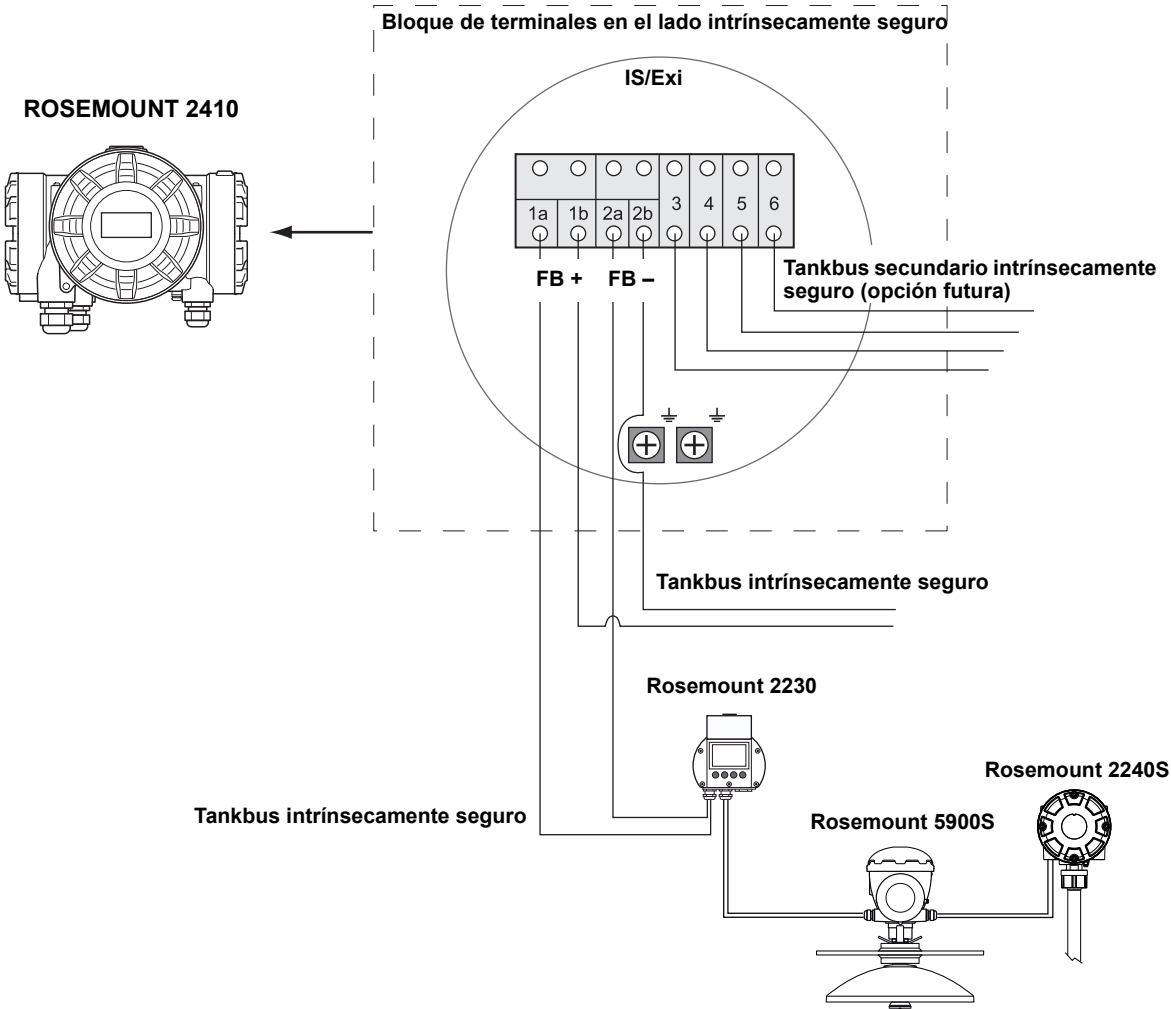 Bloque de terminales en el lado intrínsecamente seguro
IS/Exi
ROSEMOUNT 2410
1a 1b 2a 2b 3 4 5 6
FB + FB –
Tankbus secundario intrínsecamente
seguro (opción futura)
Tankbus intrínsecamente seguro
Rosemount 2230
Rosemount 2240S
Tankbus intrínsecamente seguro
Rosemount 5900S